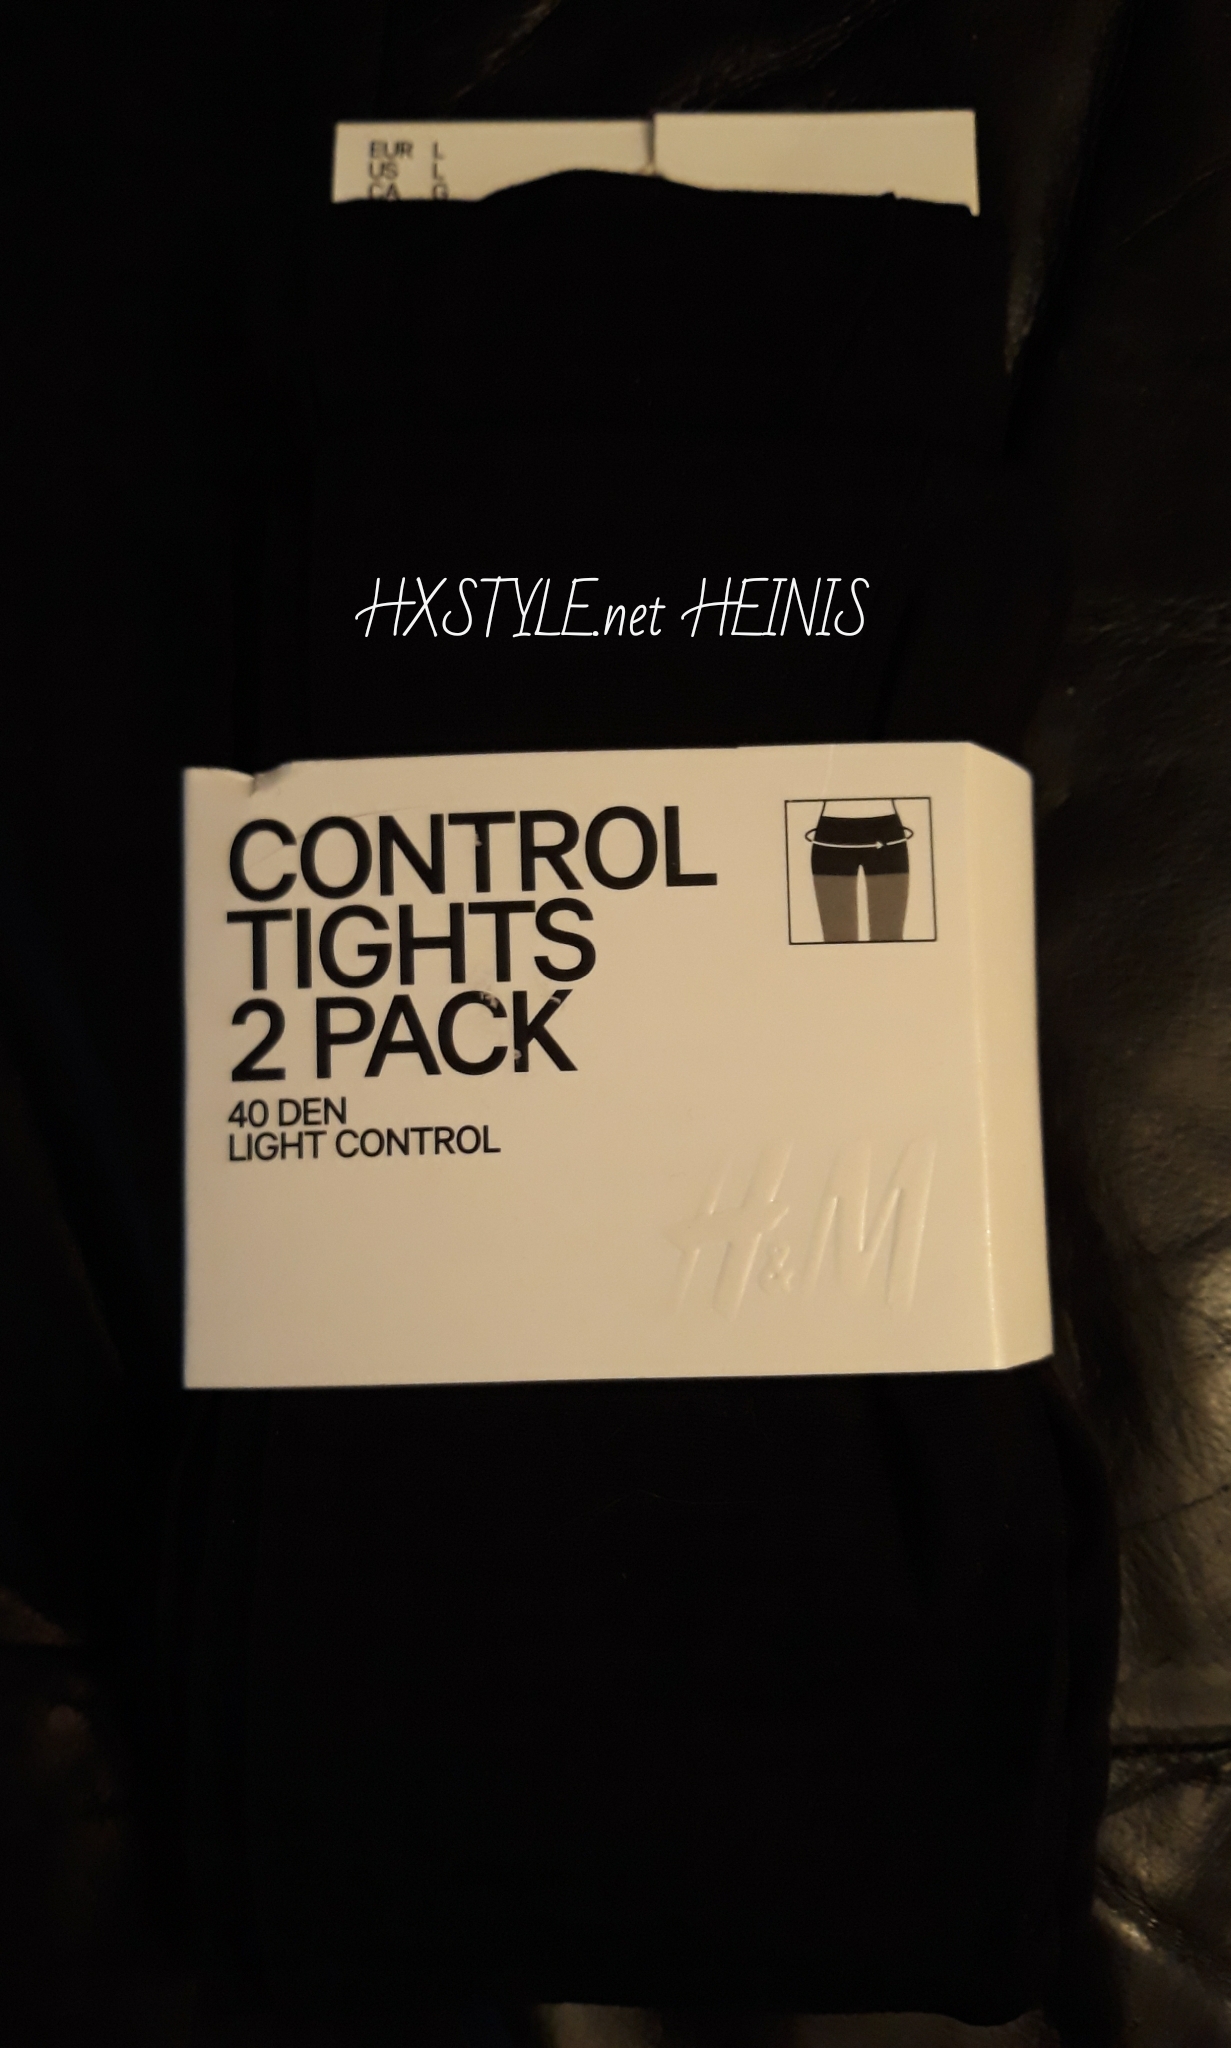 EUR L
US L
CA G
HXSTYLE.net HEINIS
CONTROL
TIGHTS
2 PACK
40 DEN
LIGHT CONTROL
H&M